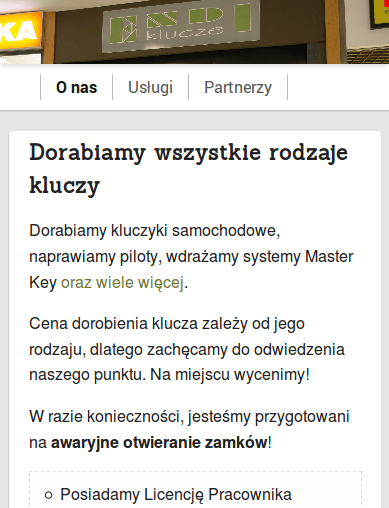 KA
ENDI
klucze
O nas
Usługi
Partnerzy
Dorabiamy wszystkie rodzaje
kluczy
Dorabiamy kluczyki samochodowe,
naprawiamy piloty, wdrażamy systemy Master
Key oraz wiele więcej.
Cena dorobienia klucza zależy od jego
rodzaju, dlatego zachęcamy do odwiedzenia
naszego punktu. Na miejscu wycenimy!
W razie konieczności, jesteśmy przygotowani
na awaryjne otwieranie zamków!
Posiadamy Licencję Pracownika